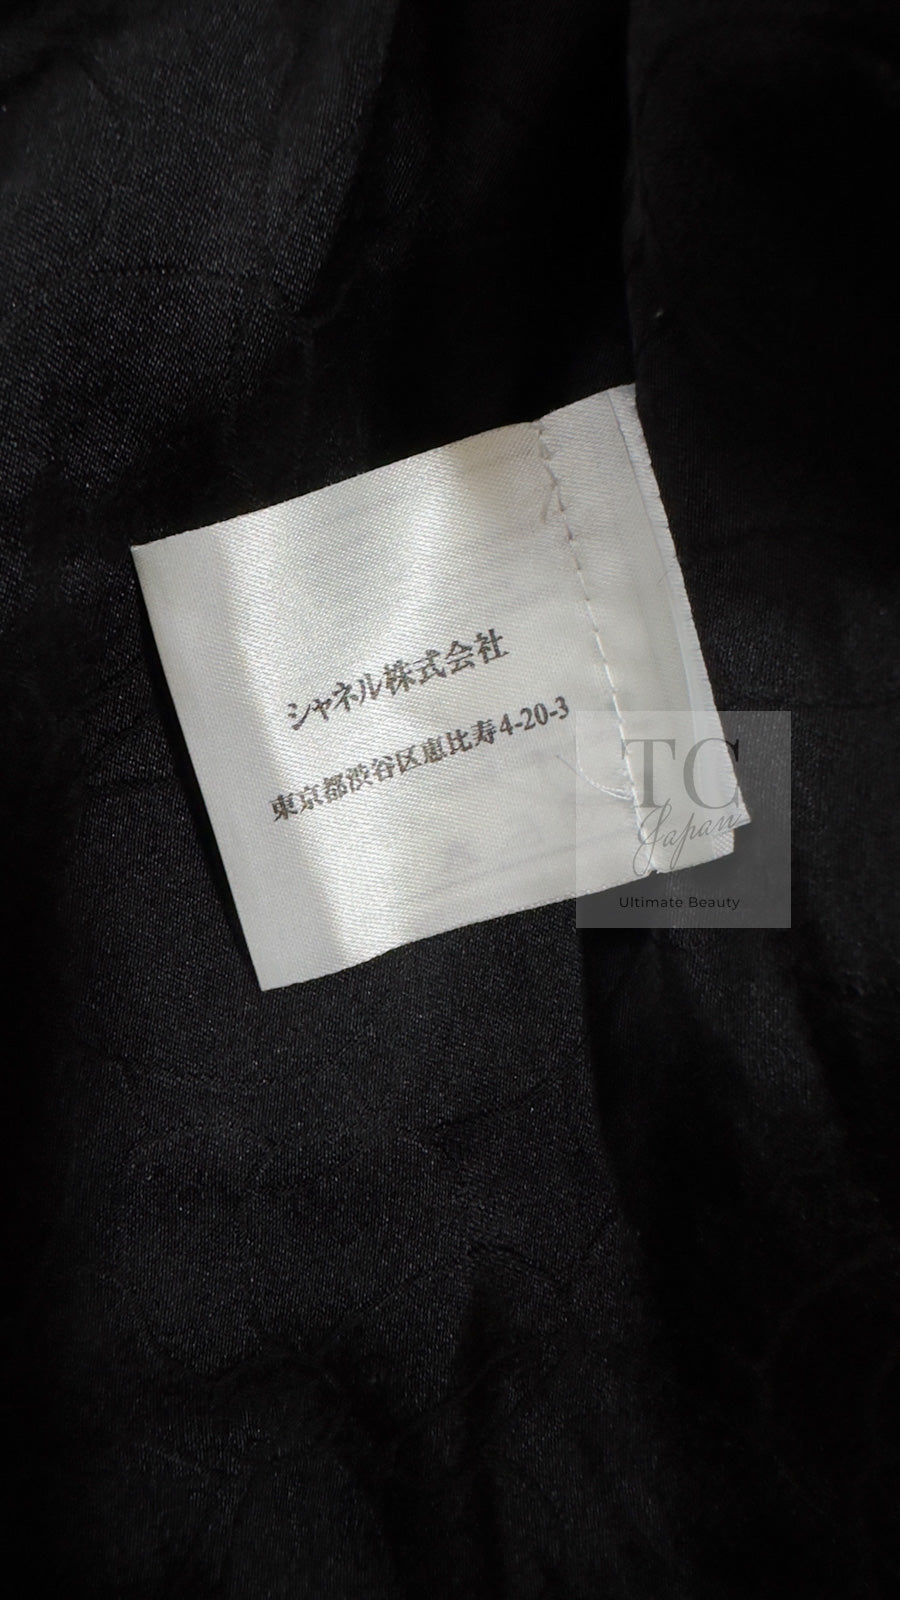 シャネル株式会社
東京都渋谷区恵比寿4-20-3
TC
Japan
Ultimate Beauty